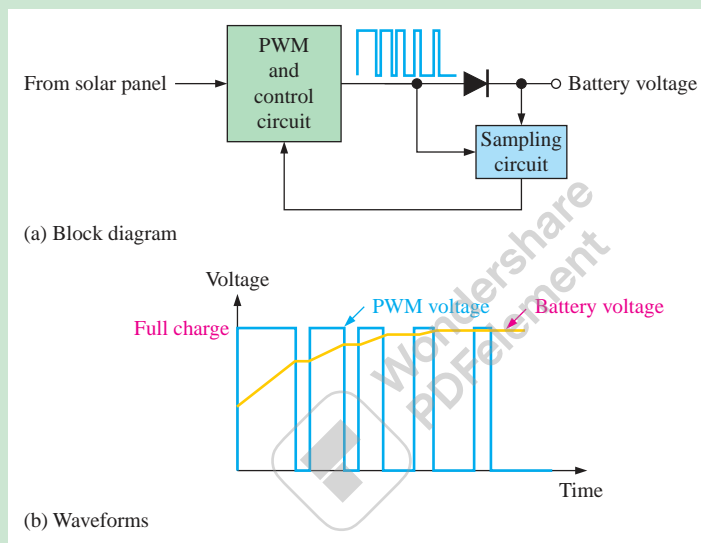 PWM
and
control
circuit
From solar panel
Battery voltage
Sampling
circuit
(a) Block diagram
Voltage
PWM voltage
Battery voltage
Full charge
Time
(b) Waveforms
Wondershare
PDFelement